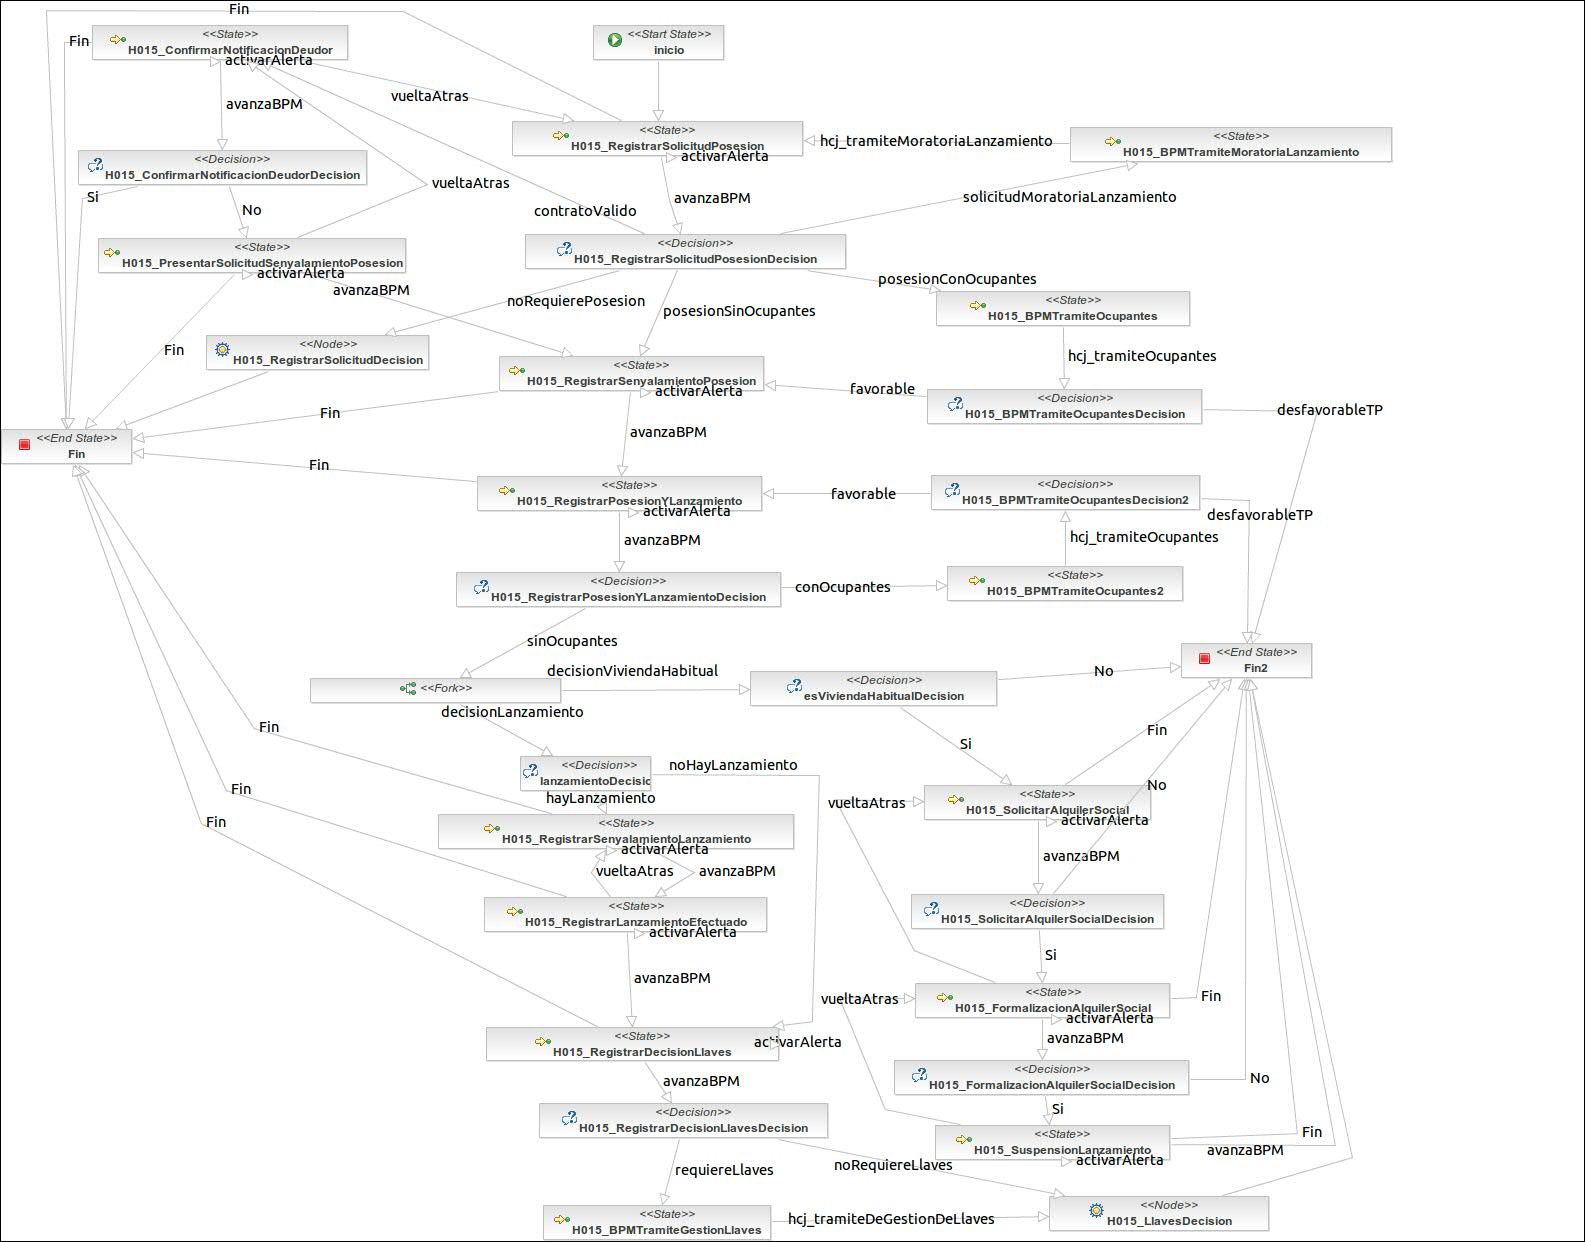 Fin
<<State>>
H015_ConfirmarNotificacionDeudor
Fin
activarAlerta
<<Start State>>
inicio
vueltaAtras
avanzaBPM
<<State>>
H015_RegistrarSolicitudPosesion
activarAlerta
hcj_tramiteMoratoriaLanzamiento
<<State>>
H015_BPMTramiteMoratoriaLanzamiento
<<Decision>>
H015_ConfirmarNotificacionDeudorDecision
vueltaAtras
Si
No
avanzaBPM
solicitudMoratoriaLanzamiento
contratoValido
<<State>>
H015_PresentarSolicitudSenyalamientoPosesion
activarAlerta
<<Decision>>
H015_RegistrarSolicitudPosesionDecision
avanzaBPM
noRequierePosesion
posesionSinOcupantes
posesionConOcupantes
<<State>>
H015_BPMTramiteOcupantes
Fin
<<Node>>
H015_RegistrarSolicitudDecision
hcj_tramiteOcupantes
<<State>>
H015_RegistrarSenyalamientoPosesion
activarAlerta
favorable
<<Decision>>
H015_BPMTramiteOcupantesDecision
desfavorableTP
Fin
avanzaBPM
<<End State>>
Fin
Fin
<<State>>
H015_RegistrarPosesionYLanzamiento
activarAlerta
favorable
<<Decision>>
H015_BPMTramiteOcupantesDecision2
desfavorableTP
avanzaBPM
hcj_tramiteOcupantes
<<Decision>>
H015_RegistrarPosesionYLanzamientoDecision
conOcupantes
<<State>>
H015_BPMTramiteOcupantes2
sinOcupantes
<<End State>>
Fin2
<<Fork>>
decisionViviendaHabitual
<<Decision>>
esViviendaHabitualDecision
No
decisionLanzamiento
Fin
Si
Fin
<<Decision>>
lanzamientoDecisic
noHayLanzamiento
hayLanzamiento
Fin
vueltaAtras
<<State>>
H015_SolicitarAlquilerSocial
activarAlerta
No
Fin
<<State>>
H015_RegistrarSenyalamientoLanzamiento
activarAlerta
vueltaAtras
avanzaBPM
avanzaBPM
<<State>>
H015_RegistrarLanzamientoEfectuado
activarAlerta
<<Decision>>
H015_SolicitarAlquilerSocialDecision
avanzaBPM
Si
vueltaAtras
<<State>>
H015_FormalizacionAlquilerSocial
activarAlerta
Fin
<<State>>
H015_RegistrarDecisionLlaves
activarAlerta
avanzaBPM
avanzaBPM
<<Decision>>
H015_FormalizacionAlquilerSocialDecision
No
<<Decision>>
H015_RegistrarDecisionLlavesDecision
Si
<<State>>
H015_SuspensionLanzamiento
activarAlerta
Fin
avanzaBPM
requiereLlaves
noRequiereLlaves
<<State>>
H015_BPMTramiteGestionLlaves
hcj_tramiteDeGestionDeLlaves
<<Node>>
H015_LlavesDecision